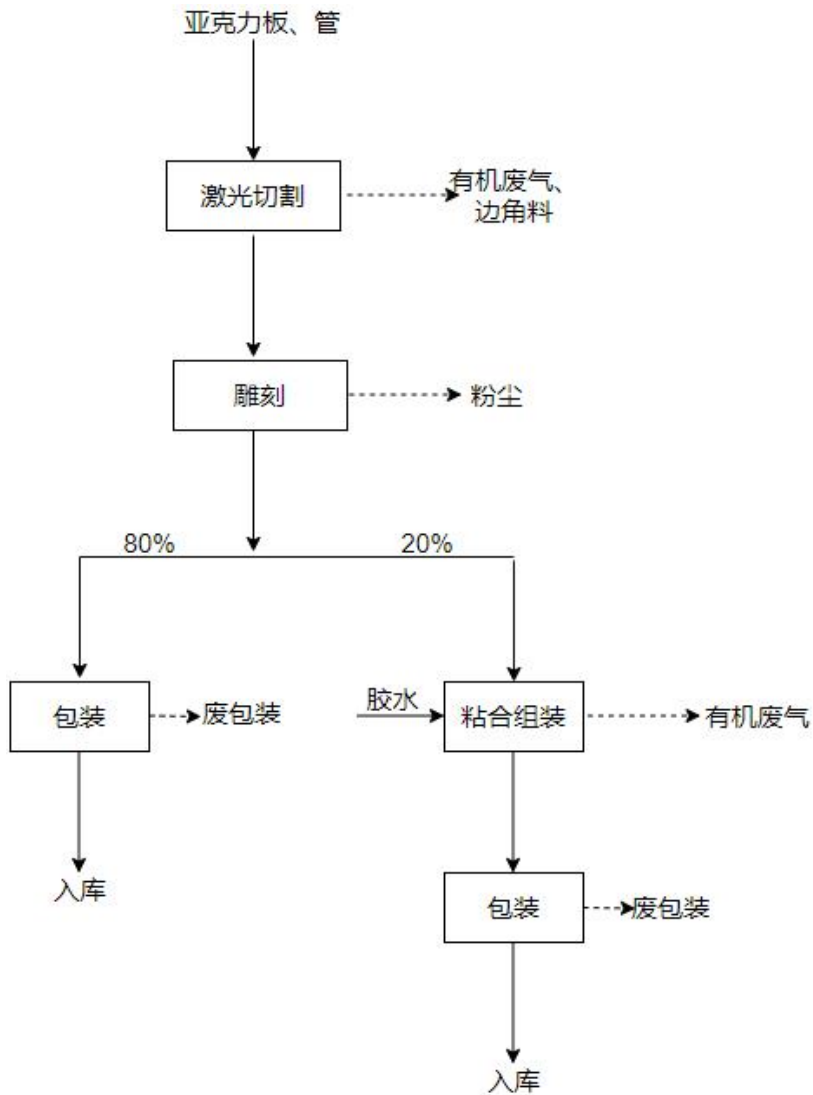 亚克力板、管
激光切割
有机废气、
边角料
雕刻
粉尘
80%
20%
包装
废包装
胶水
粘合组装
有机废气
入库
包装
废包装
入库